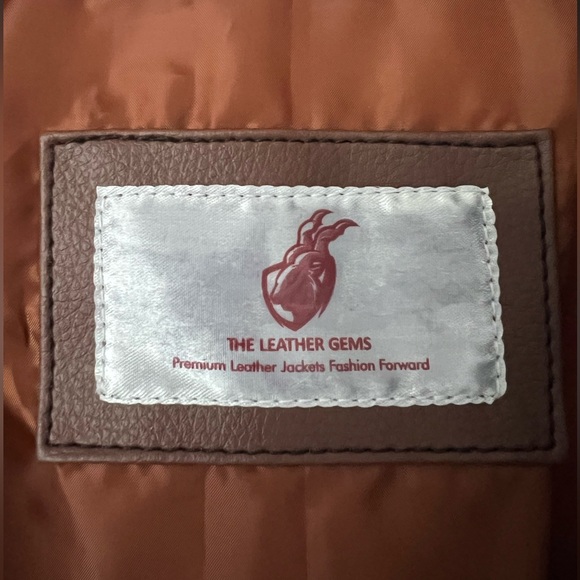 THE LEATHER GEMS
Premium Leather Jackets Fashion Forward